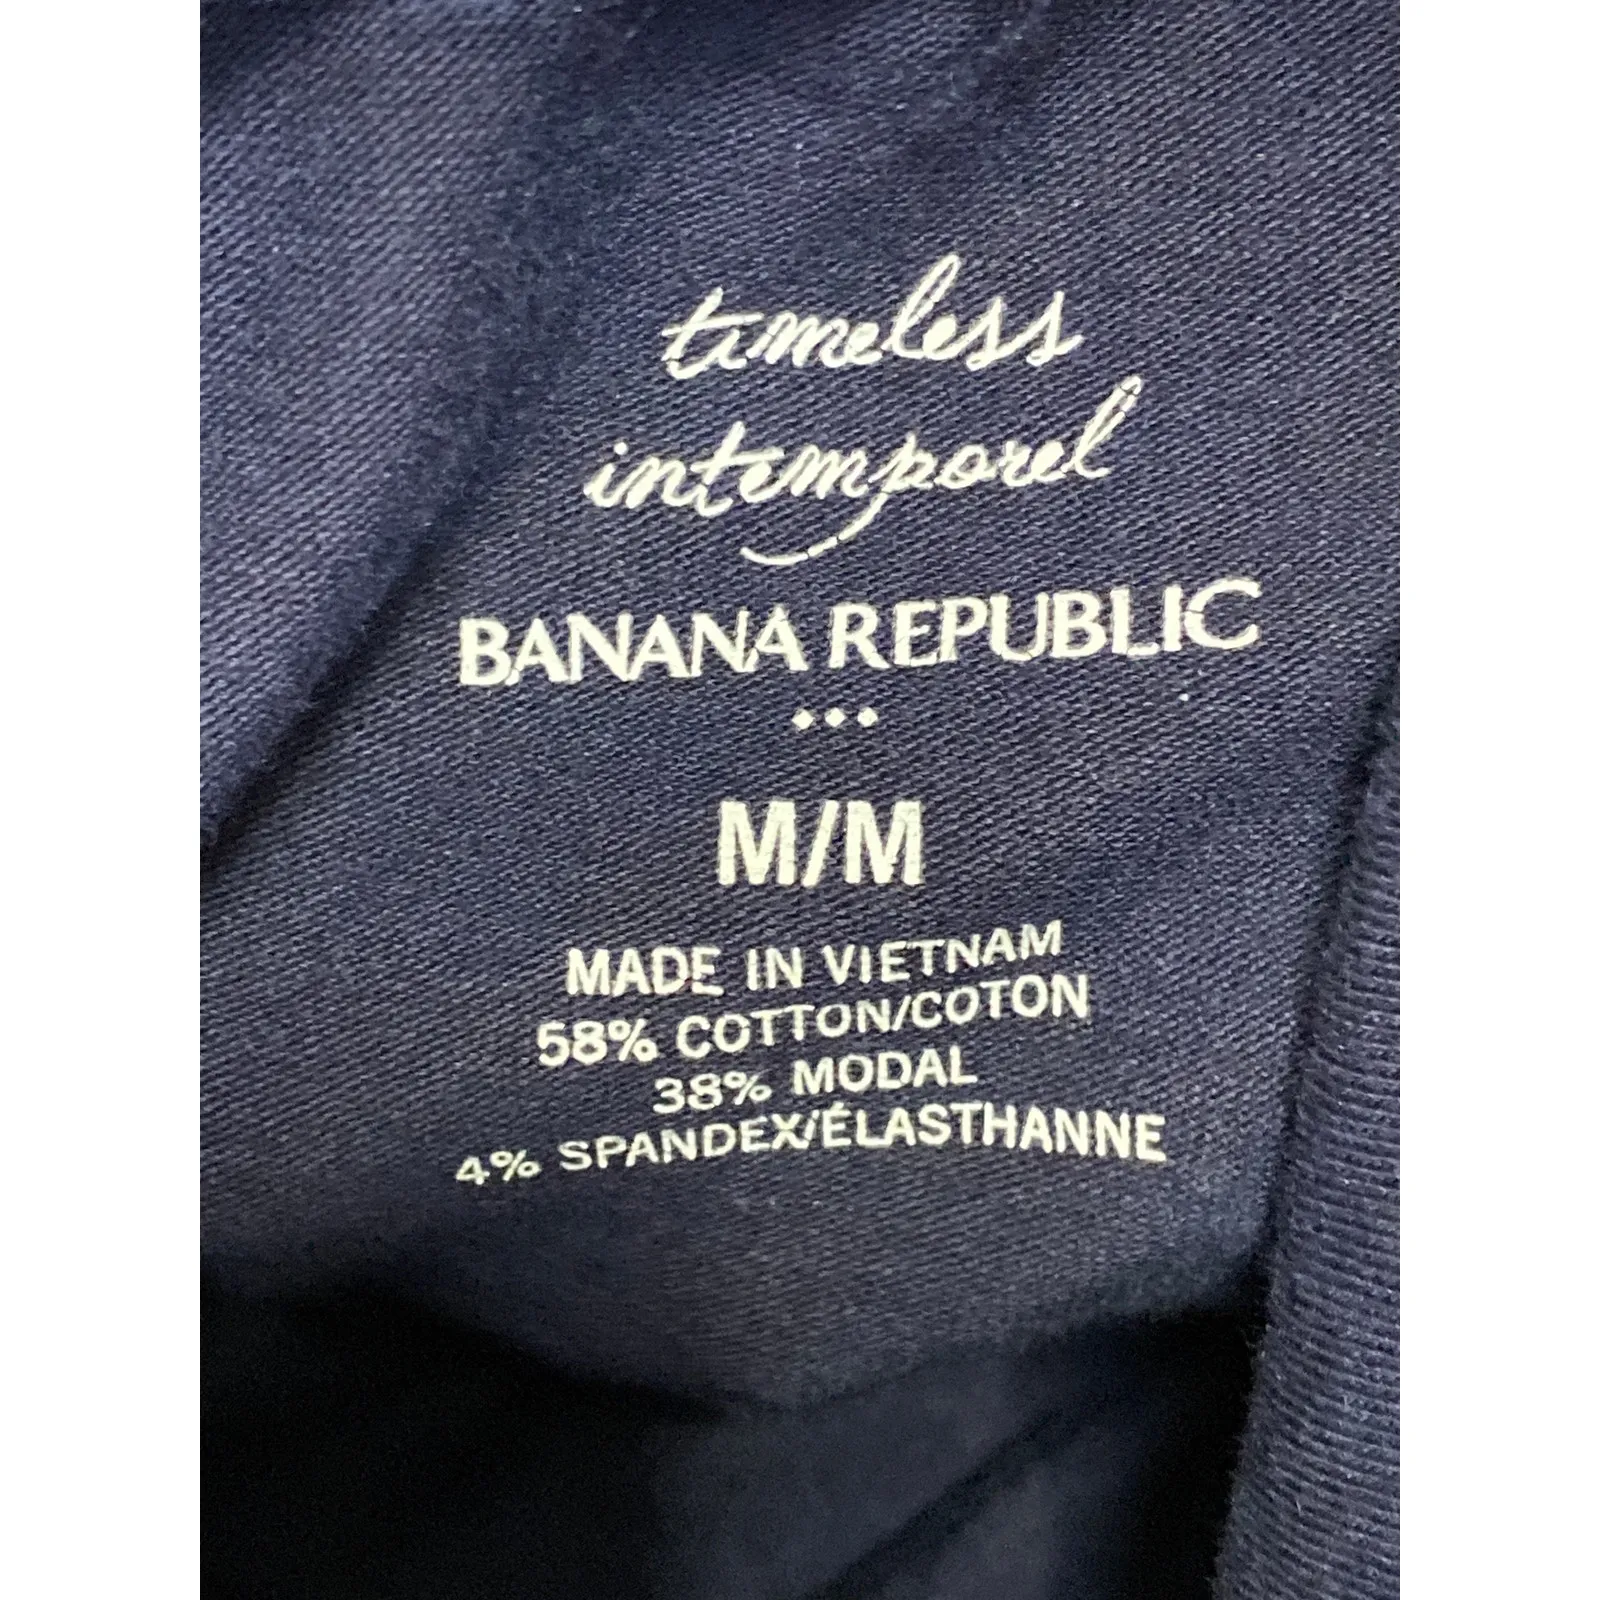 timeless
intemporel
BANANA REPUBLIC
M/M
MADE IN VIETNAM
58% COTTON/COTON
38% MODAL
4% SPANDEX/ÉLASTHANNE